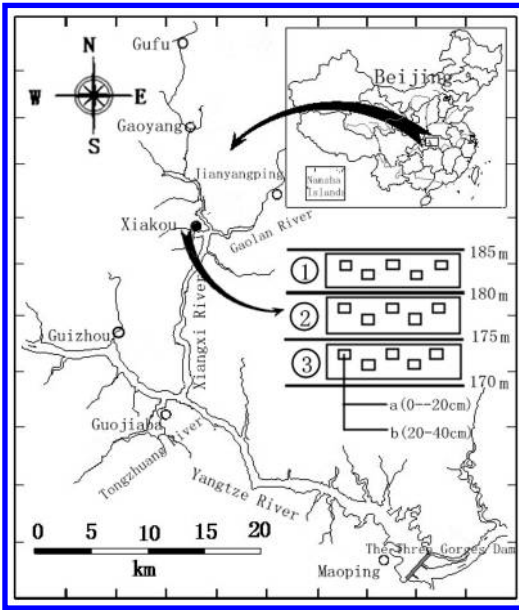 N
W E
S
Gufu
Gaoyang
Jianyangping
Xiakou
Gaolan River
Xiangxi River
Guizhou
Guojiaba
Tongzhuang River
Yangtze River
The Three Gorges Dam
Maoping
Beijing
Namsha
Islands
185m
①
180m
②
175m
③
170m
a(0--20cm)
b(20-40cm)
0 5 10 15 20
km